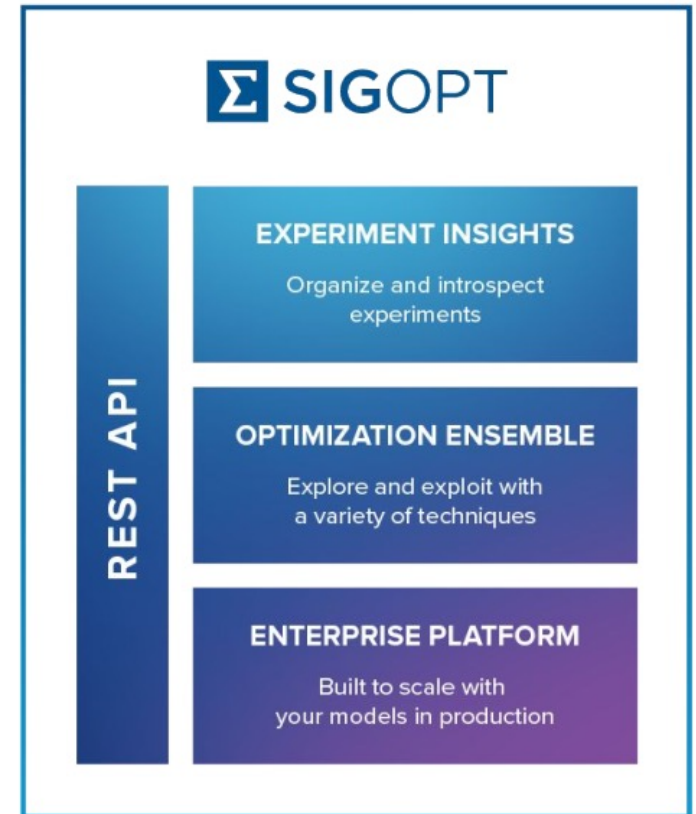 Σ SIGOPT
REST API
EXPERIMENT INSIGHTS
Organize and introspect
experiments
OPTIMIZATION ENSEMBLE
Explore and exploit with
a variety of techniques
ENTERPRISE PLATFORM
Built to scale with
your models in production